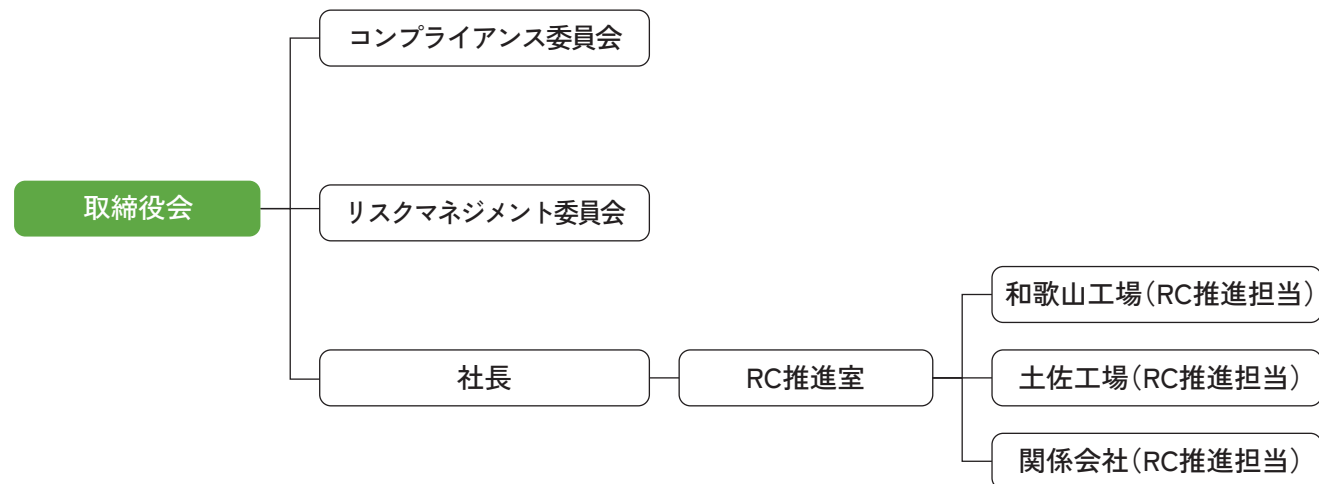 コンプライアンス委員会
取締役会
リスクマネジメント委員会
和歌山工場(RC推進担当)
社長
RC推進室
土佐工場(RC推進担当)
関係会社(RC推進担当)